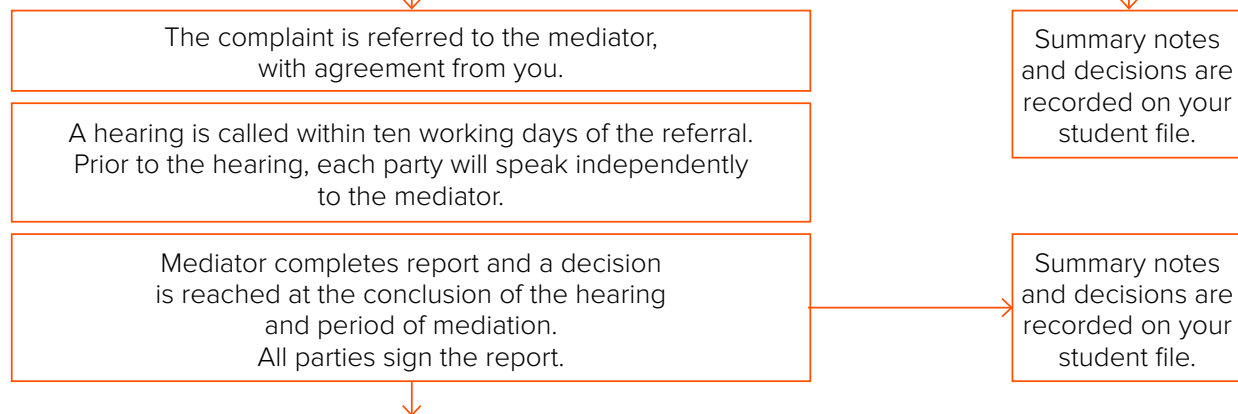 The complaint is referred to the mediator,
with agreement from you.
Summary notes
and decisions are
recorded on your
student file.
A hearing is called within ten working days of the referral.
Prior to the hearing, each party will speak independently
to the mediator.
Mediator completes report and a decision
is reached at the conclusion of the hearing
and period of mediation.
All parties sign the report.
Summary notes
and decisions are
recorded on your
student file.